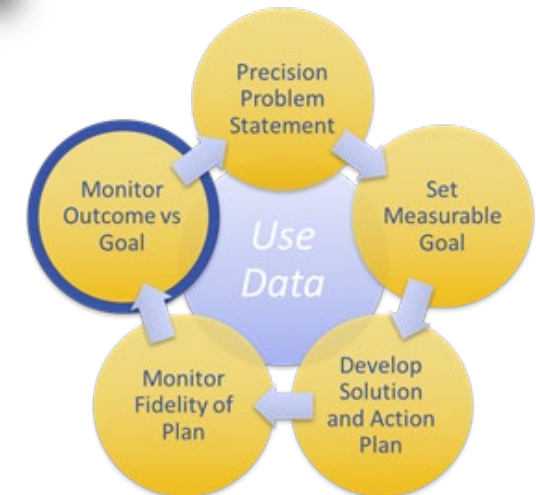 Precision
Problem
Statement
Set
Measurable
Goal
Develop
Solution
and Action
Plan
Monitor
Fidelity of
Plan
Monitor
Outcome vs
Goal
Use
Data